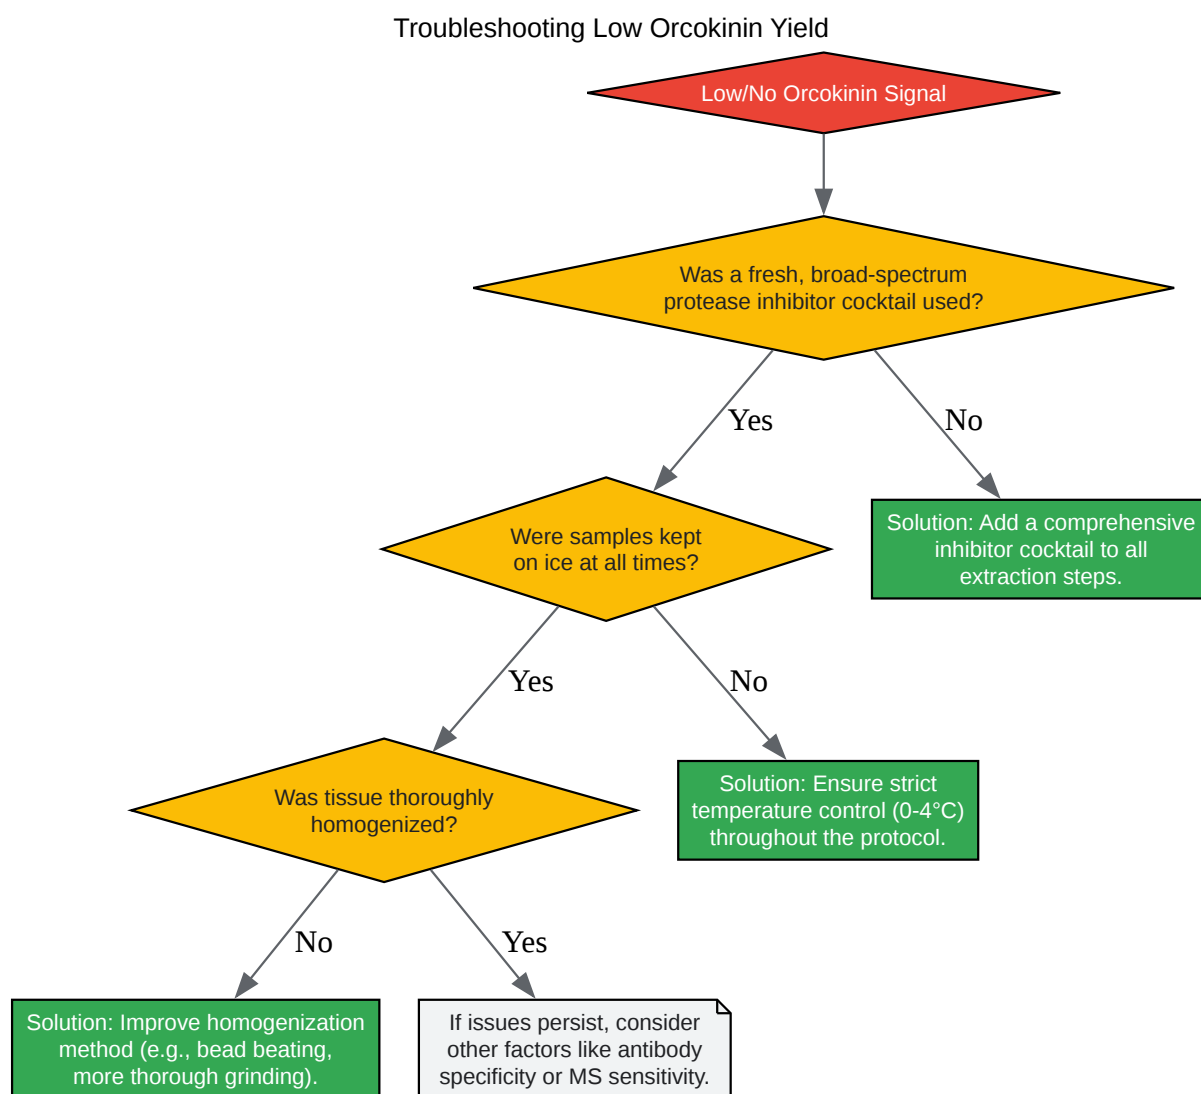 Troubleshooting Low Orcokinin Yield
Low/No Orcokinin Signal
Was a fresh, broad-spectrum
protease inhibitor cocktail used?
Yes
No
Were samples kept
on ice at all times?
Solution: Add a comprehensive
inhibitor cocktail to all
extraction steps.
Yes
No
Was tissue thoroughly
homogenized?
Solution: Ensure strict
temperature control (0-4°C)
throughout the protocol.
No
Yes
Solution: Improve homogenization
method (e.g., bead beating,
more thorough grinding).
If issues persist, consider
other factors like antibody
specificity or MS sensitivity.